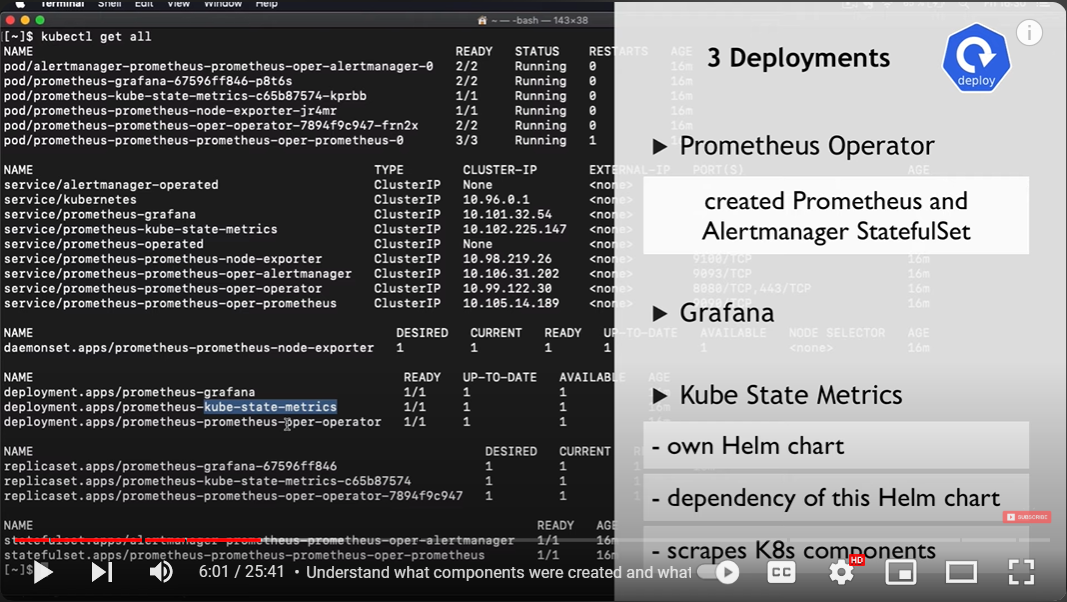 Terminal Shell Edit View Window Help
~ — -bash — 143×38
[~]$ kubectl get all
NAME READY STATUS RESTARTS AGE
pod/alertmanager-prometheus-prometheus-oper-alertmanager-0 2/2 Running 0 16m
pod/prometheus-grafana-67596ff846-p8t6s 2/2 Running 0 16m
pod/prometheus-kube-state-metrics-c65b87574-kprbb 1/1 Running 0 16m
pod/prometheus-prometheus-node-exporter-jr4mr 1/1 Running 0 16m
pod/prometheus-prometheus-oper-operator-7894f9c947-frn2x 2/2 Running 0 16m
pod/prometheus-prometheus-prometheus-oper-prometheus-0 3/3 Running 1
NAME TYPE CLUSTER-IP EXTERNAL-IP PORT(S) AGE
service/alertmanager-operated ClusterIP None <none>
service/kubernetes ClusterIP 10.96.0.1 <none>
service/prometheus-grafana ClusterIP 10.101.32.54 <none>
service/prometheus-kube-state-metrics ClusterIP 10.102.225.147 <none>
service/prometheus-operated ClusterIP None <none>
service/prometheus-prometheus-node-exporter ClusterIP 10.98.219.26 <none> 9100/TCP 16m
service/prometheus-prometheus-oper-alertmanager ClusterIP 10.106.31.202 <none> 9093/TCP 16m
service/prometheus-prometheus-oper-operator ClusterIP 10.99.122.30 <none> 8080/TCP,443/TCP 16m
service/prometheus-prometheus-oper-prometheus ClusterIP 10.105.14.189 <none> 9090/TCP 16m
NAME DESIRED CURRENT READY UP-TO-DATE AVAILABLE NODE SELECTOR AGE
daemonset.apps/prometheus-prometheus-node-exporter 1 1 1 1 1 <none> 16m
NAME READY UP-TO-DATE AVAILABLE AGE
deployment.apps/prometheus-grafana 1/1 1 1 16m
deployment.apps/prometheus-kube-state-metrics 1/1 1 1 16m
deployment.apps/prometheus-prometheus-oper-operator 1/1 1 1
NAME DESIRED CURRENT
replicaset.apps/prometheus-grafana-67596ff846 1 1
replicaset.apps/prometheus-kube-state-metrics-c65b87574 1 1
replicaset.apps/prometheus-prometheus-oper-operator-7894f9c947 1 1
NAME READY AGE
statefulset.apps/alertmanager-prometheus-prometheus-oper-alertmanager 1/1 16m
statefulset.apps/prometheus-prometheus-prometheus-oper-prometheus 1/1 16m
[~]$
3 Deployments
deploy
i
► Prometheus Operator
created Prometheus and
Alertmanager StatefulSet
► Grafana
► Kube State Metrics
- own Helm chart
- dependency of this Helm chart
- scrapes K8s components
SUBSCRIBE
6:01 / 25:41 • Understand what components were created and what
CC
HD